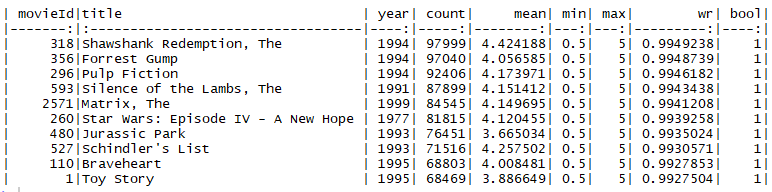 | movieId|title                              | year| count|     mean| min| max|        wr| bool|
|-------:|:----------------------------------|----:|-----:|--------:|---:|---:|---------:|----:|
|     318|Shawshank Redemption, The          | 1994| 97999| 4.424188| 0.5|   5| 0.9949238|    1|
|     356|Forrest Gump                       | 1994| 97040| 4.056585| 0.5|   5| 0.9948739|    1|
|     296|Pulp Fiction                       | 1994| 92406| 4.173971| 0.5|   5| 0.9946182|    1|
|     593|Silence of the Lambs, The          | 1991| 87899| 4.151412| 0.5|   5| 0.9943438|    1|
|    2571|Matrix, The                        | 1999| 84545| 4.149695| 0.5|   5| 0.9941208|    1|
|     260|Star Wars: Episode IV - A New Hope | 1977| 81815| 4.120455| 0.5|   5| 0.9939258|    1|
|     480|Jurassic Park                      | 1993| 76451| 3.665034| 0.5|   5| 0.9935024|    1|
|     527|Schindler's List                   | 1993| 71516| 4.257502| 0.5|   5| 0.9930571|    1|
|     110|Braveheart                         | 1995| 68803| 4.008481| 0.5|   5| 0.9927853|    1|
|       1|Toy Story                          | 1995| 68469| 3.886649| 0.5|   5| 0.9927504|    1|